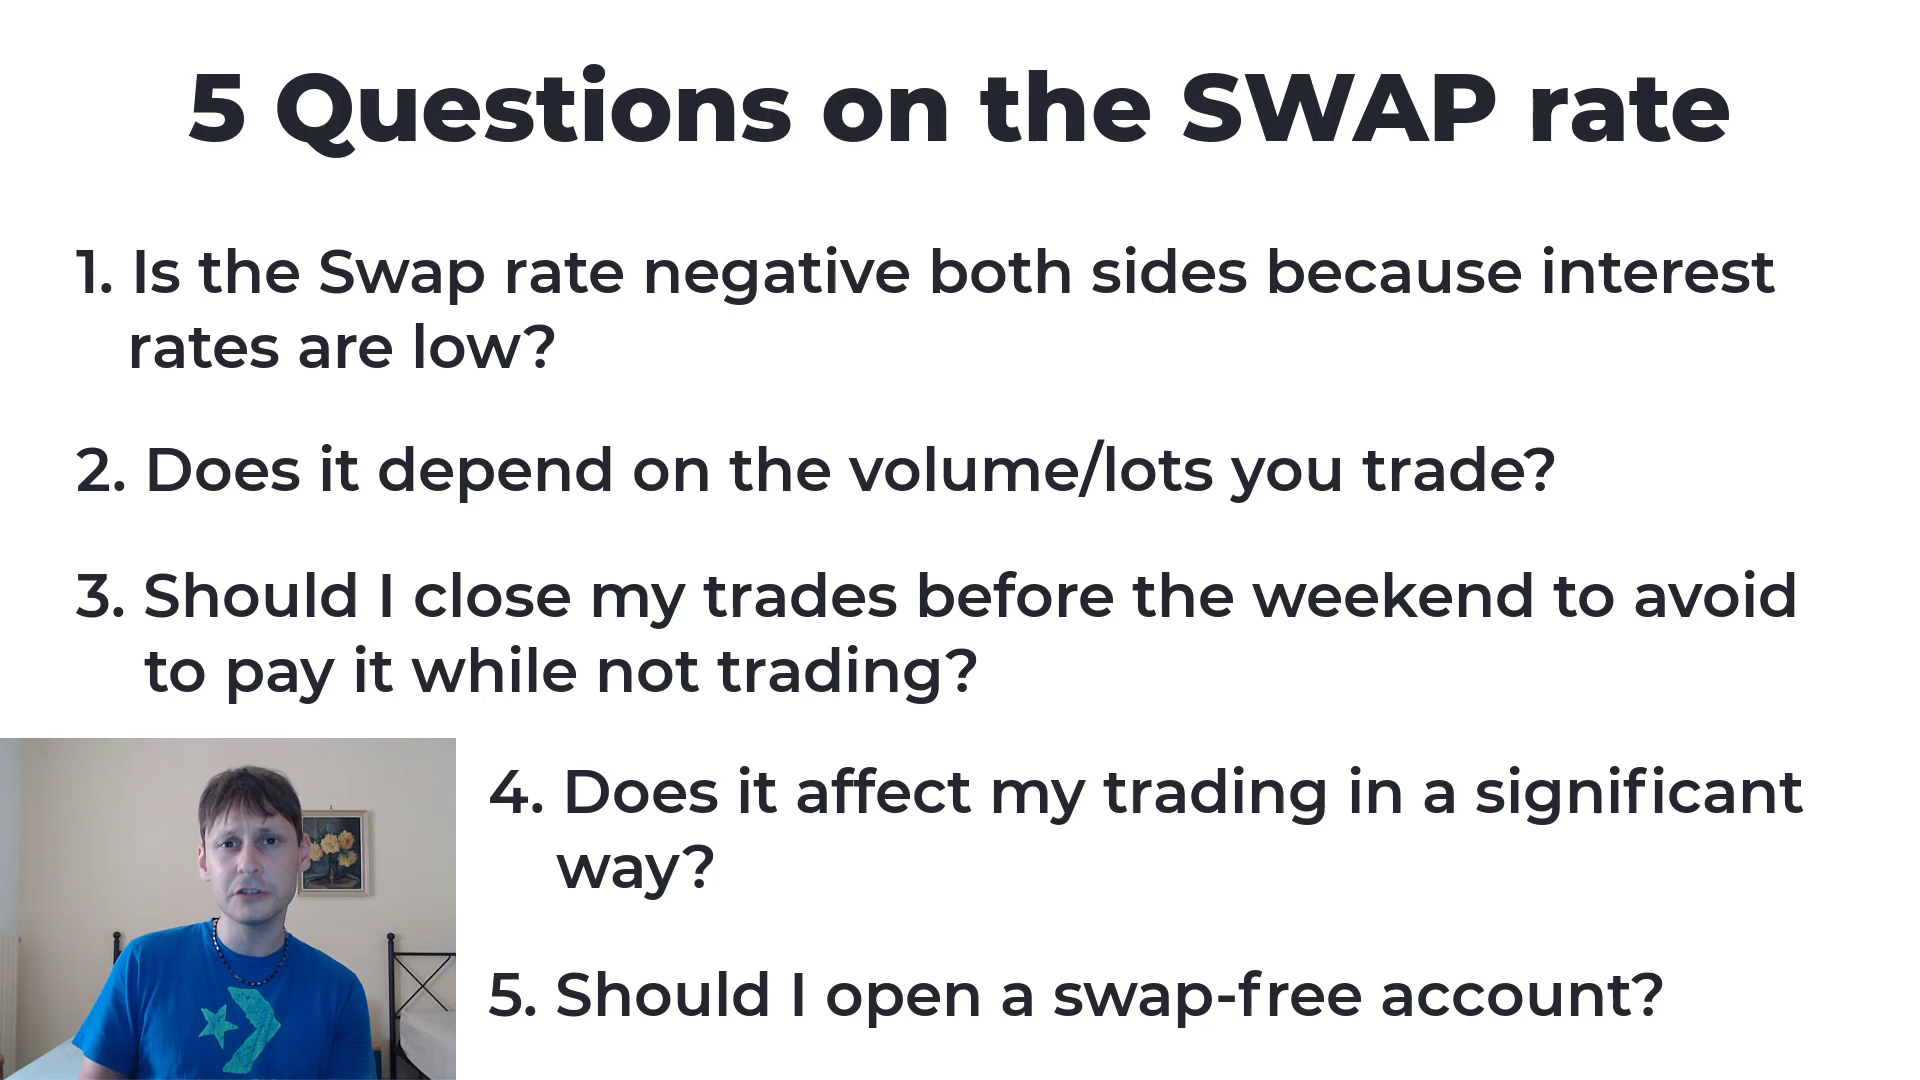 5 Questions on the SWAP rate
1. Is the Swap rate negative both sides because interest
rates are low?
2. Does it depend on the volume/lots you trade?
3. Should I close my trades before the weekend to avoid
to pay it while not trading?
4. Does it affect my trading in a significant
way?
5. Should I open a swap-free account?